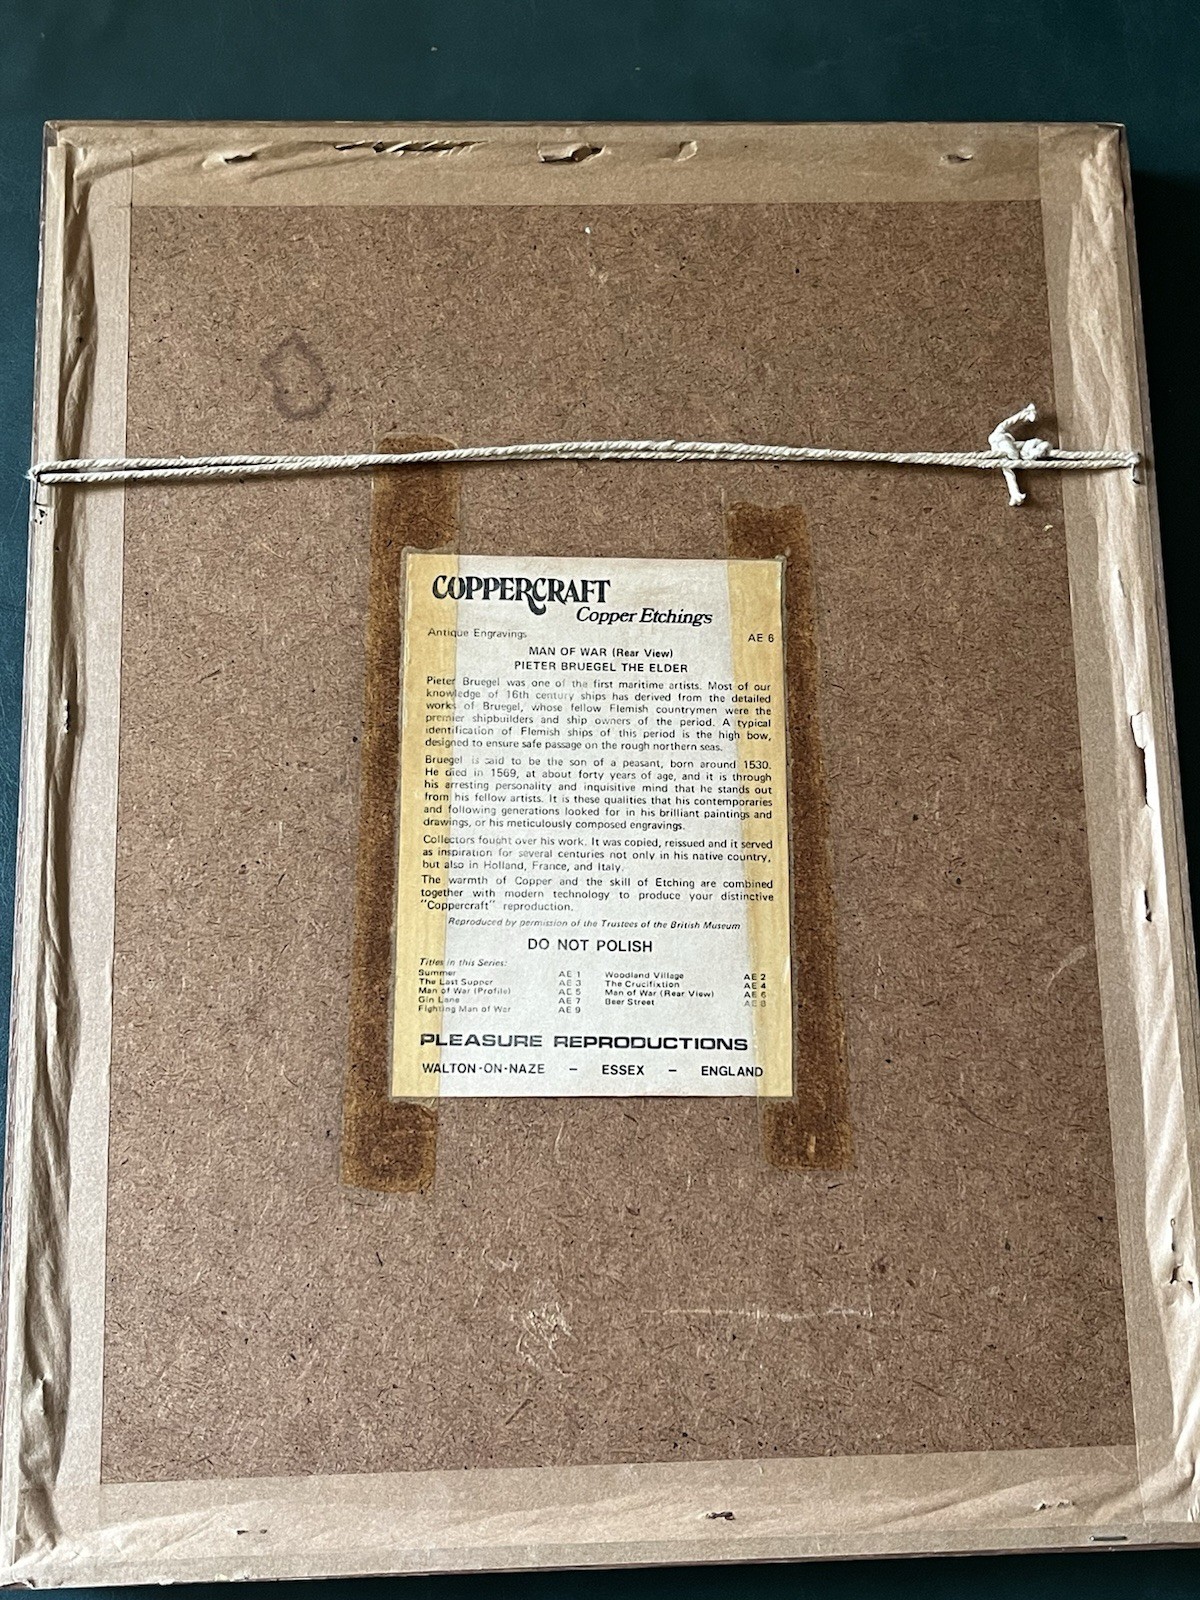 COPPERCRAFT
Copper Etchings
Antique Engravings AE 6
MAN OF WAR (Rear View)
PIETER BRUEGEL THE ELDER
Pieter Bruegel was one of the first maritime artists. Most of our
knowledge of 16th century ships has derived from the detailed
works of Bruegel, whose fellow Flemish countrymen were the
premier shipbuilders and ship owners of the period. A typical
identification of Flemish ships of this period is the high bow,
designed to ensure safe passage on the rough northern seas.
Bruegel is said to be the son of a peasant, born around 1530.
He died in 1569, at about forty years of age, and it is through
his arresting personality and inquisitive mind that he stands out
from his fellow artists. It is these qualities that his contemporaries
and following generations looked for in his brilliant paintings and
drawings, or his meticulously composed engravings.
Collectors fought over his work. It was copied, reissued and it served
as inspiration for several centuries not only in his native country,
but also in Holland, France, and Italy.
The warmth of Copper and the skill of Etching are combined
together with modern technology to produce your distinctive
"Coppercraft" reproduction.
Reproduced by permission of the Trustees of the British Museum
DO NOT POLISH
Titles in this Series:
Summer AE 1 Woodland Village AE 2
The Last Supper AE 3 The Crucifixtion AE 4
Man of War (Profile) AE 5 Man of War (Rear View) AE 6
Gin Lane AE 7 Beer Street AE 8
Fighting Man of War AE 9
PLEASURE REPRODUCTIONS
WALTON-ON-NAZE – ESSEX – ENGLAND